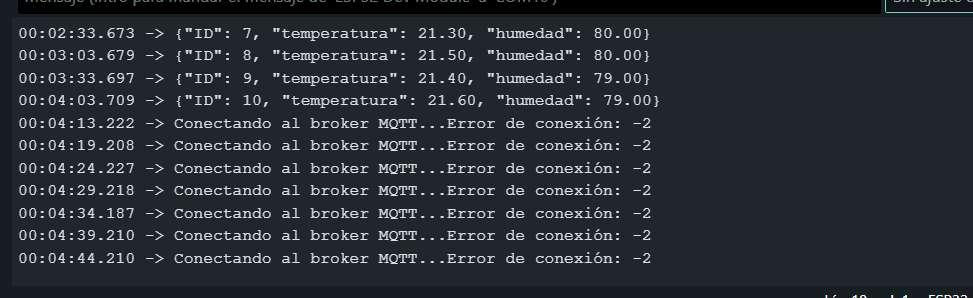 Mensaje (Intro para mandar el mensaje de 'ESP32 Dev Module' a 'COM10')
Sin ajuste d
00:02:33.673 -> {"ID": 7, "temperatura": 21.30, "humedad": 80.00}
00:03:03.679 -> {"ID": 8, "temperatura": 21.50, "humedad": 80.00}
00:03:33.697 -> {"ID": 9, "temperatura": 21.40, "humedad": 79.00}
00:04:03.709 -> {"ID": 10, "temperatura": 21.60, "humedad": 79.00}
00:04:13.222 -> Conectando al broker MQTT...Error de conexión: -2
00:04:19.208 -> Conectando al broker MQTT...Error de conexión: -2
00:04:24.227 -> Conectando al broker MQTT...Error de conexión: -2
00:04:29.218 -> Conectando al broker MQTT...Error de conexión: -2
00:04:34.187 -> Conectando al broker MQTT...Error de conexión: -2
00:04:39.210 -> Conectando al broker MQTT...Error de conexión: -2
00:04:44.210 -> Conectando al broker MQTT...Error de conexión: -2